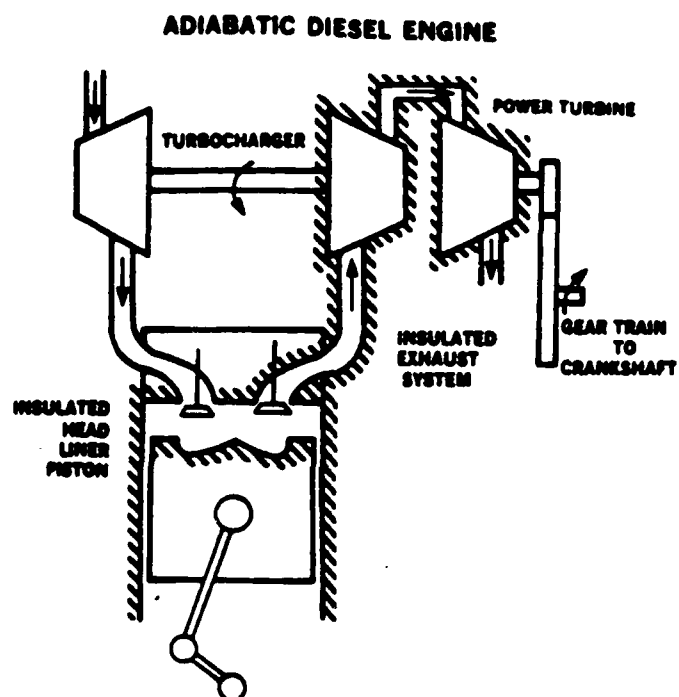 ADIABATIC DIESEL ENGINE
POWER TURBINE
TURBOCHARGER
INSULATED
EXHAUST
SYSTEM
GEAR TRAIN
TO
CRANKSHAFT
INSULATED
HEAD
LINER
PISTON